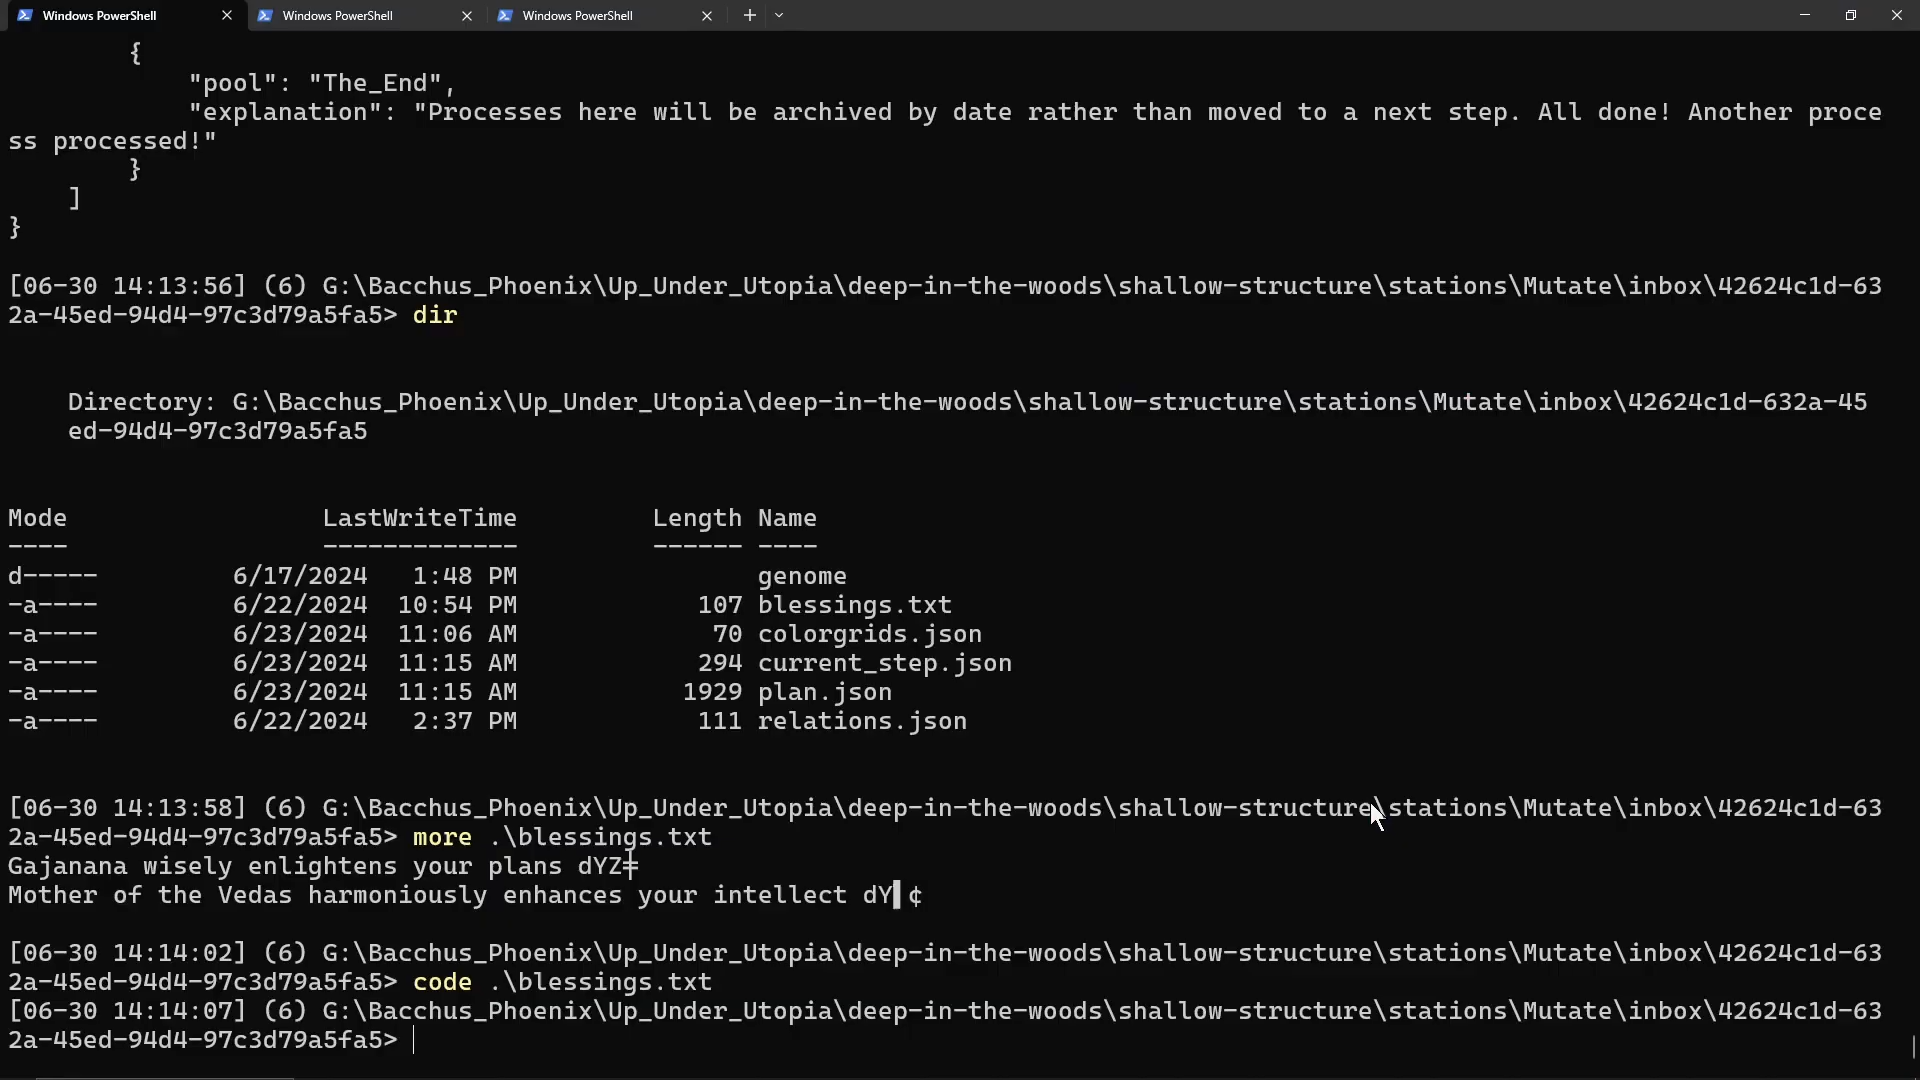 Windows PowerShell
Windows PowerShell
Windows PowerShell
{
"pool": "The_End",
"explanation": "Processes here will be archived by date rather than moved to a next step. All done! Another proce
ss processed!"
}
]
}
[06-30 14:13:56] (6) G:\Bacchus_Phoenix\Up_Under_Utopia\deep-in-the-woods\shallow-structure\stations\Mutate\inbox\42624c1d-63
2a-45ed-94d4-97c3d79a5fa5> dir
Directory: G:\Bacchus_Phoenix\Up_Under_Utopia\deep-in-the-woods\shallow-structure\stations\Mutate\inbox\42624c1d-632a-45
ed-94d4-97c3d79a5fa5
Mode LastWriteTime Length Name
---- ------------- ------ ----
d----- 6/17/2024 1:48 PM genome
-a---- 6/22/2024 10:54 PM 107 blessings.txt
-a---- 6/23/2024 11:06 AM 70 colorgrids.json
-a---- 6/23/2024 11:15 AM 294 current_step.json
-a---- 6/23/2024 11:15 AM 1929 plan.json
-a---- 6/22/2024 2:37 PM 111 relations.json
[06-30 14:13:58] (6) G:\Bacchus_Phoenix\Up_Under_Utopia\deep-in-the-woods\shallow-structure\stations\Mutate\inbox\42624c1d-63
2a-45ed-94d4-97c3d79a5fa5> more .\blessings.txt
Gajanana wisely enlightens your plans dYZ╪
Mother of the Vedas harmoniously enhances your intellect dY▌¢
[06-30 14:14:02] (6) G:\Bacchus_Phoenix\Up_Under_Utopia\deep-in-the-woods\shallow-structure\stations\Mutate\inbox\42624c1d-63
2a-45ed-94d4-97c3d79a5fa5> code .\blessings.txt
[06-30 14:14:07] (6) G:\Bacchus_Phoenix\Up_Under_Utopia\deep-in-the-woods\shallow-structure\stations\Mutate\inbox\42624c1d-63
2a-45ed-94d4-97c3d79a5fa5>